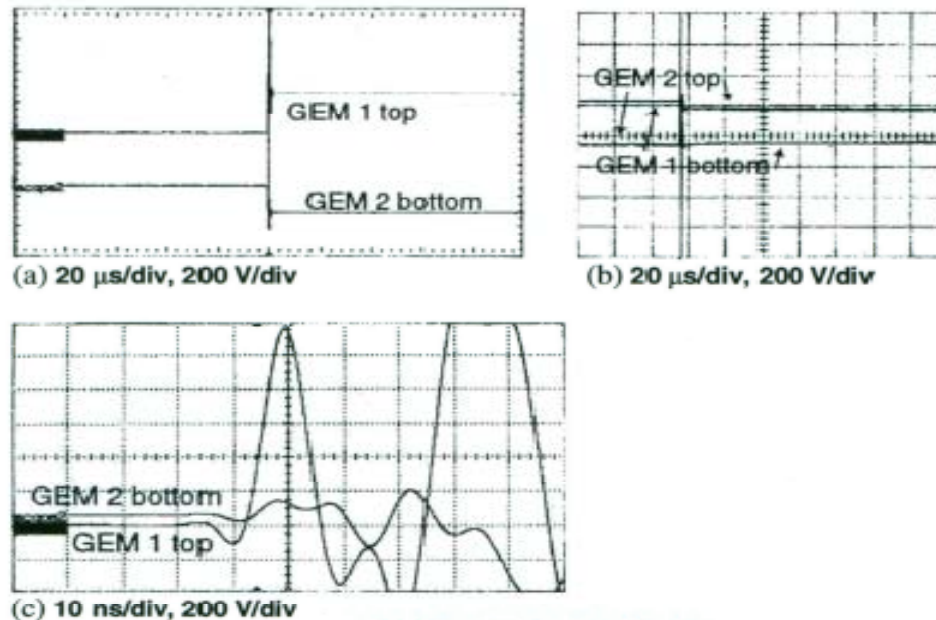 GEM 1 top
GEM 2 bottom
(a) 20 μs/div, 200 V/div
GEM 2 top
GEM 1 bottom
(b) 20 μs/div, 200 V/div
GEM 2 bottom
GEM 1 top
(c) 10 ns/div, 200 V/div